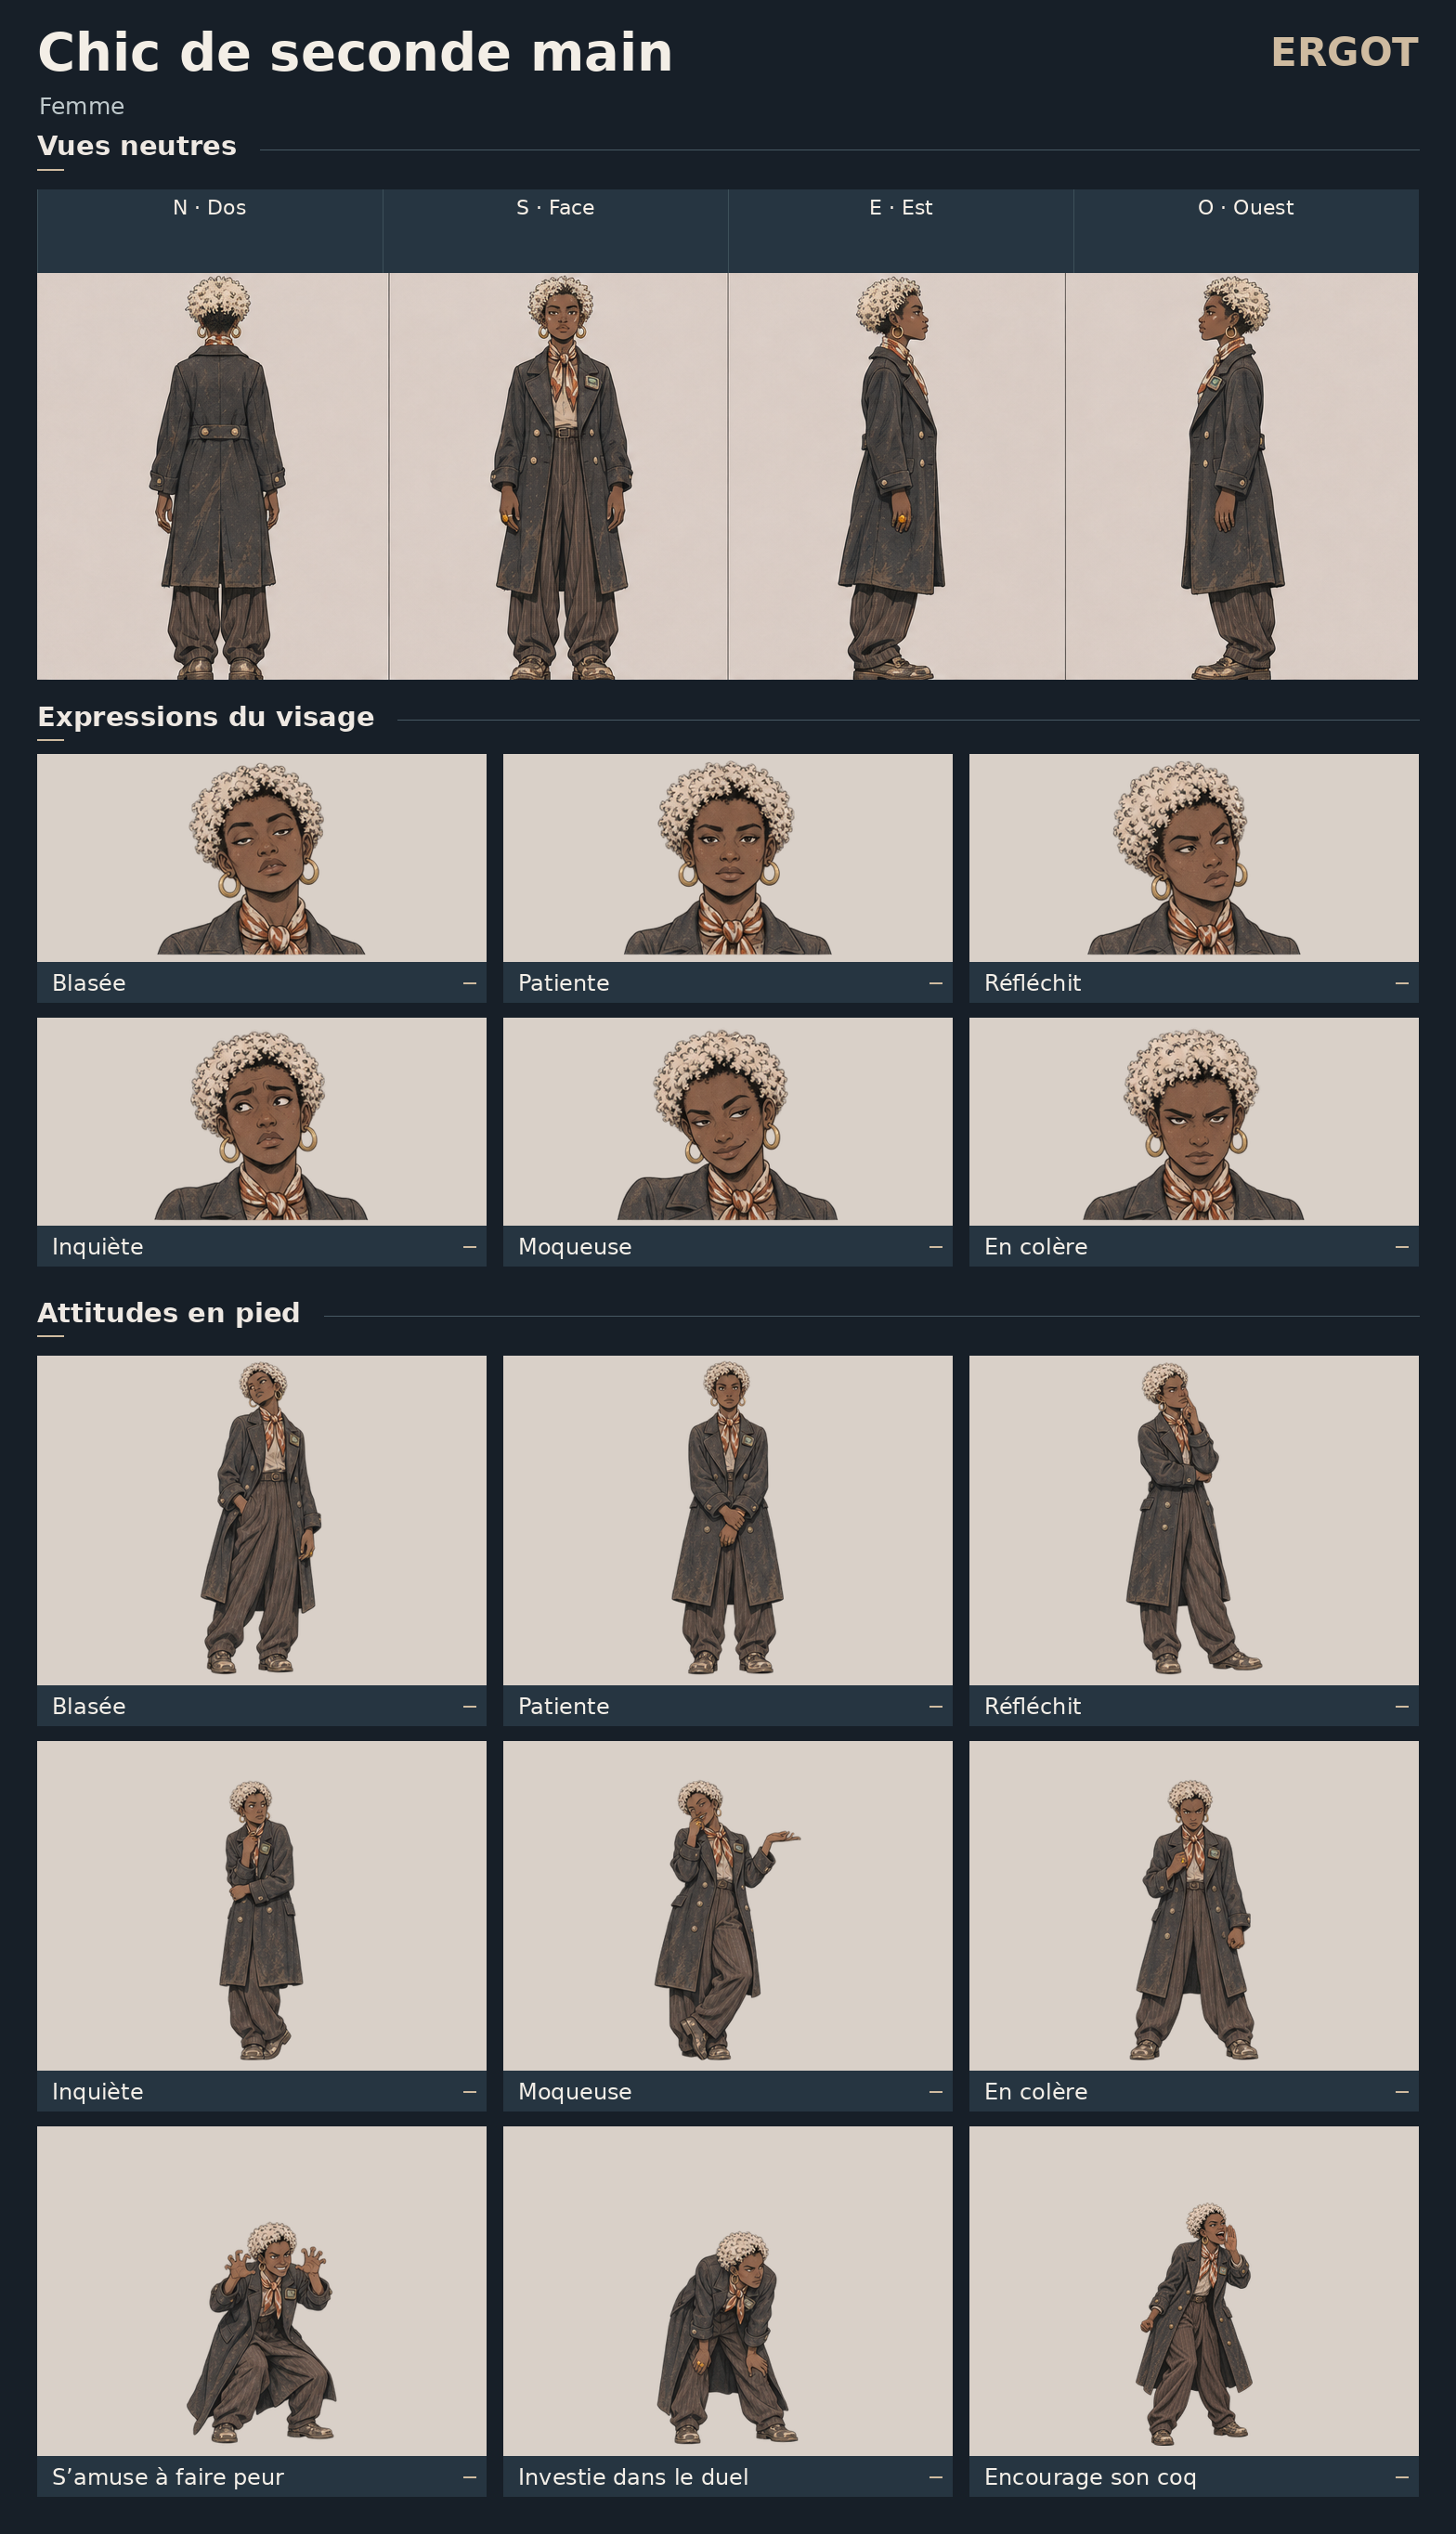 Chic de seconde main
ERGOT
Femme
Vues neutres
N · Dos
S · Face
E · Est
O · Ouest
Expressions du visage
Blasée –
Patiente –
Réfléchit –
Inquiète –
Moqueuse –
En colère –
Attitudes en pied
Blasée –
Patiente –
Réfléchit –
Inquiète –
Moqueuse –
En colère –
S’amuse à faire peur –
Investie dans le duel –
Encourage son coq –